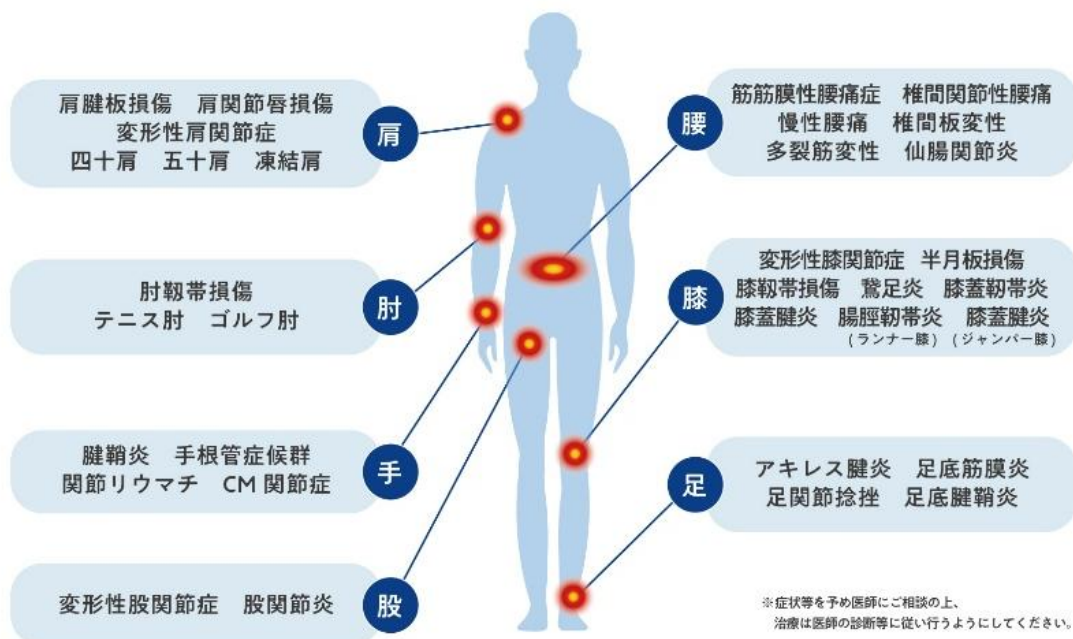 肩腱板損傷　肩関節唇損傷
変形性肩関節症
四十肩　五十肩　凍結肩
肩
肘靱帯損傷
テニス肘　ゴルフ肘
肘
腱鞘炎　手根管症候群
関節リウマチ　CM関節症
手
変形性股関節症　股関節炎
股
腰
筋筋膜性腰痛症　椎間関節性腰痛
慢性腰痛　椎間板変性
多裂筋変性　仙腸関節炎
膝
変形性膝関節症　半月板損傷
膝靱帯損傷　鵞足炎　膝蓋靱帯炎
膝蓋腱炎　腸脛靱帯炎　膝蓋腱炎
(ランナー膝)　(ジャンパー膝)
足
アキレス腱炎　足底筋膜炎
足関節捻挫　足底腱鞘炎
※症状等を予め医師にご相談の上、
治療は医師の診断等に従い行うようにしてください。